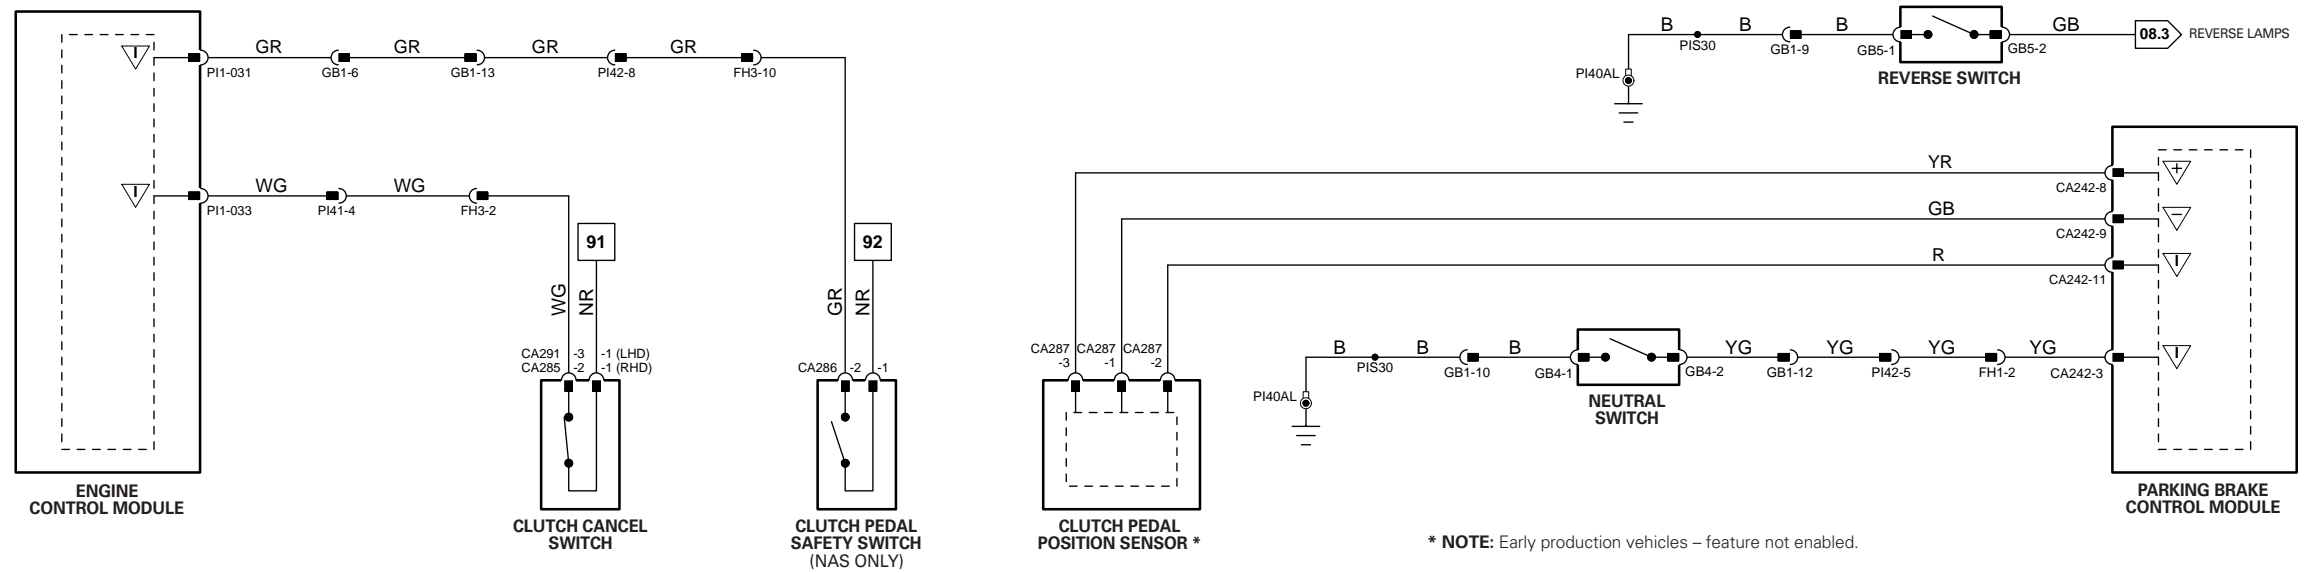 I
GR
GR
GR
GR
PI1-031
GB1-6
GB1-13
PI42-8
FH3-10
I
WG
WG
PI1-033
PI41-4
FH3-2
ENGINE
CONTROL MODULE
91
WG
NR
CA291 -3 -1 (LHD)
CA285 -2 -1 (RHD)
CLUTCH CANCEL
SWITCH
92
GR
NR
CA286 -2 -1
CLUTCH PEDAL
SAFETY SWITCH
(NAS ONLY)
B
B
B
GB
08.3
REVERSE LAMPS
PIS30
GB1-9
GB5-1
GB5-2
PI40AL
REVERSE SWITCH
YR
CA242-8
+
GB
CA242-9
–
R
CA242-11
I
CA287
-3
CA287
-1
CA287
-2
CLUTCH PEDAL
POSITION SENSOR *
B
B
B
YG
YG
YG
YG
PIS30
GB1-10
GB4-1
GB4-2
GB1-12
PI42-5
FH1-2
CA242-3
I
PI40AL
NEUTRAL
SWITCH
PARKING BRAKE
CONTROL MODULE
* NOTE: Early production vehicles – feature not enabled.